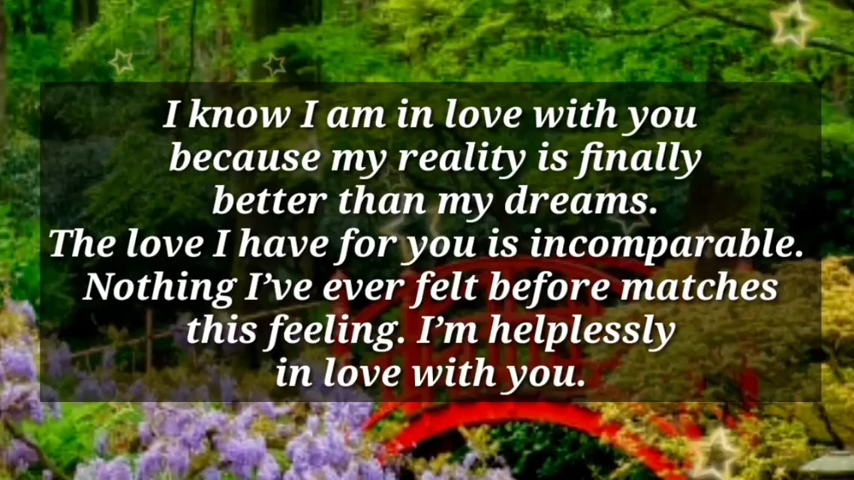 I know I am in love with you
because my reality is finally
better than my dreams.
The love I have for you is incomparable.
Nothing I’ve ever felt before matches
this feeling. I’m helplessly
in love with you.